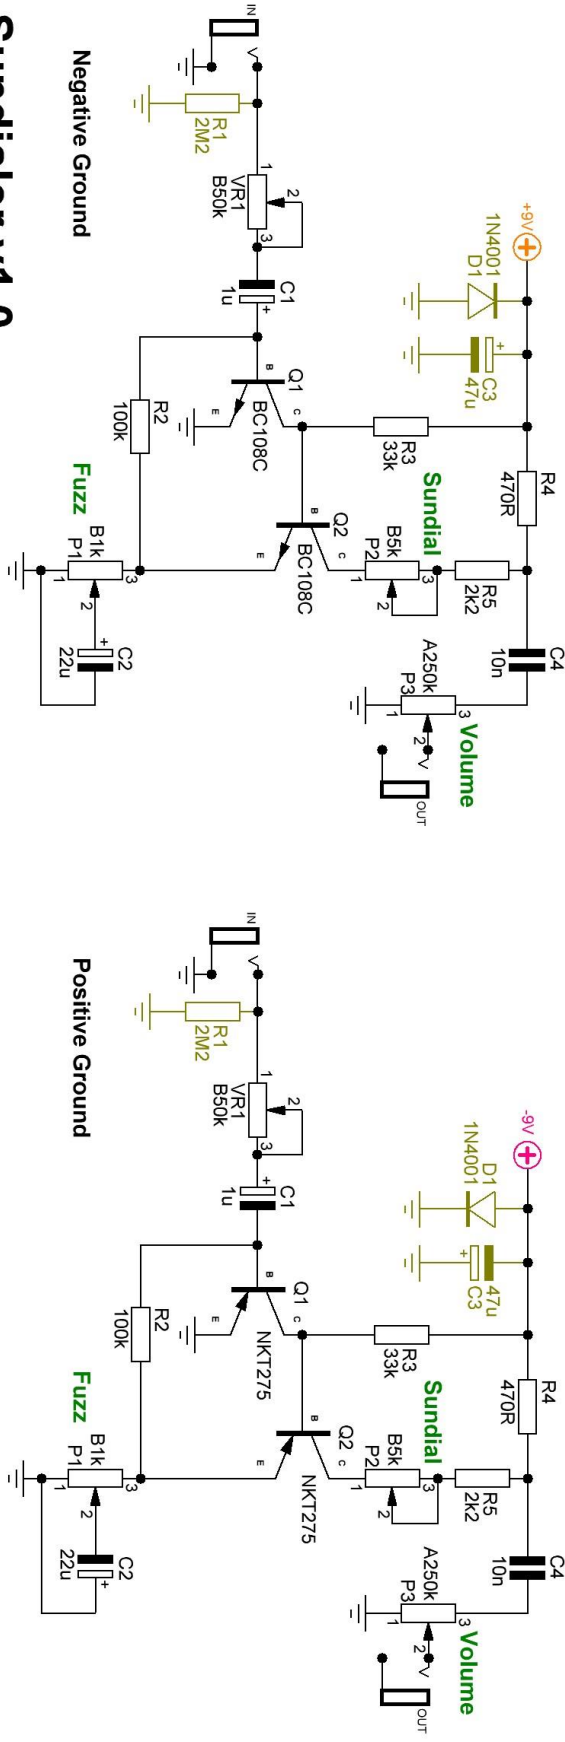 +9V
1N4001
D1
C3
47u
+
R4
470R
C4
10n
R3
33k
Sundial
B5k
P2
1
2
3
R5
2k2
A250k
P3
1
2
3
Volume
OUT
IN
R1
2M2
VR1
B50k
1
2
3
C1
1u
+
Q1
BC108C
B
C
E
Q2
BC108C
B
C
E
R2
100k
Fuzz
B1k
P1
1
2
3
C2
22u
+
Negative Ground
-9V
1N4001
D1
47u
C3
+
R4
470R
C4
10n
R3
33k
Sundial
B5k
P2
1
2
3
R5
2k2
A250k
P3
1
2
3
Volume
OUT
IN
R1
2M2
VR1
B50k
1
2
3
C1
1u
+
Q1
NKT275
B
C
E
Q2
NKT275
B
C
E
R2
100k
Fuzz
B1k
P1
1
2
3
C2
22u
+
Positive Ground
Sundialer v1.0